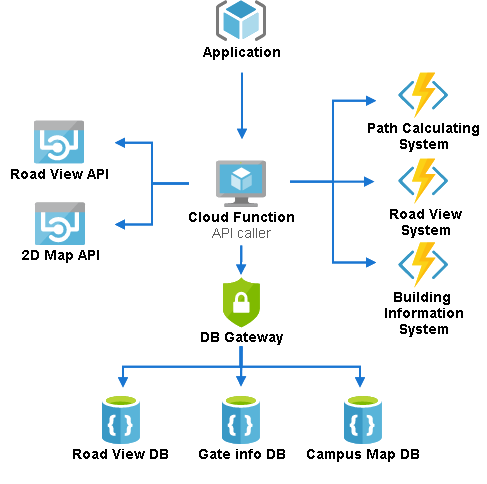 Application
Path Calculating
System
Road View API
Road View
System
Cloud Function
API caller
2D Map API
Building
Information
System
DB Gateway
Road View DB
Gate info DB
Campus Map DB